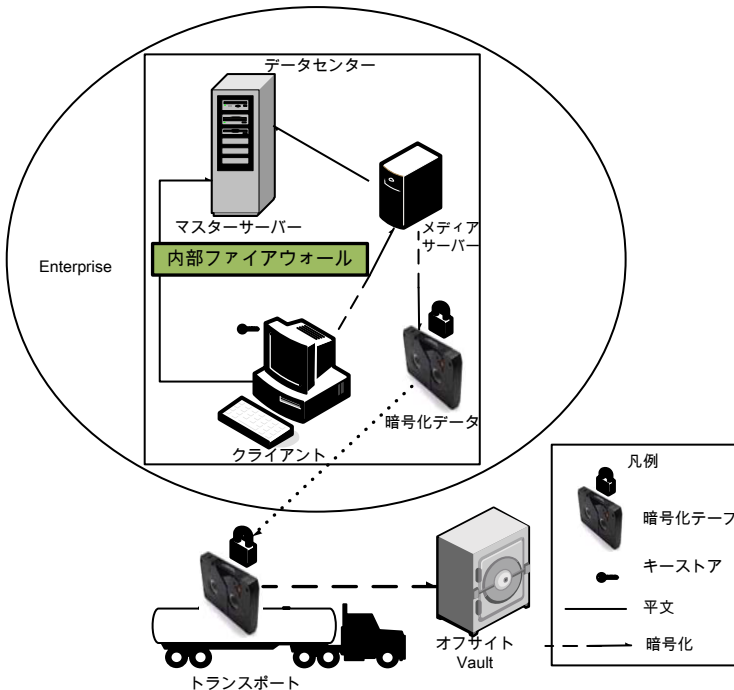 データセンター
マスターサーバー
メディア
サーバー
内部ファイアウォール
Enterprise
暗号化データ
クライアント
凡例
暗号化テープ
キーストア
平文
オフサイト
Vault
暗号化
トランスポート